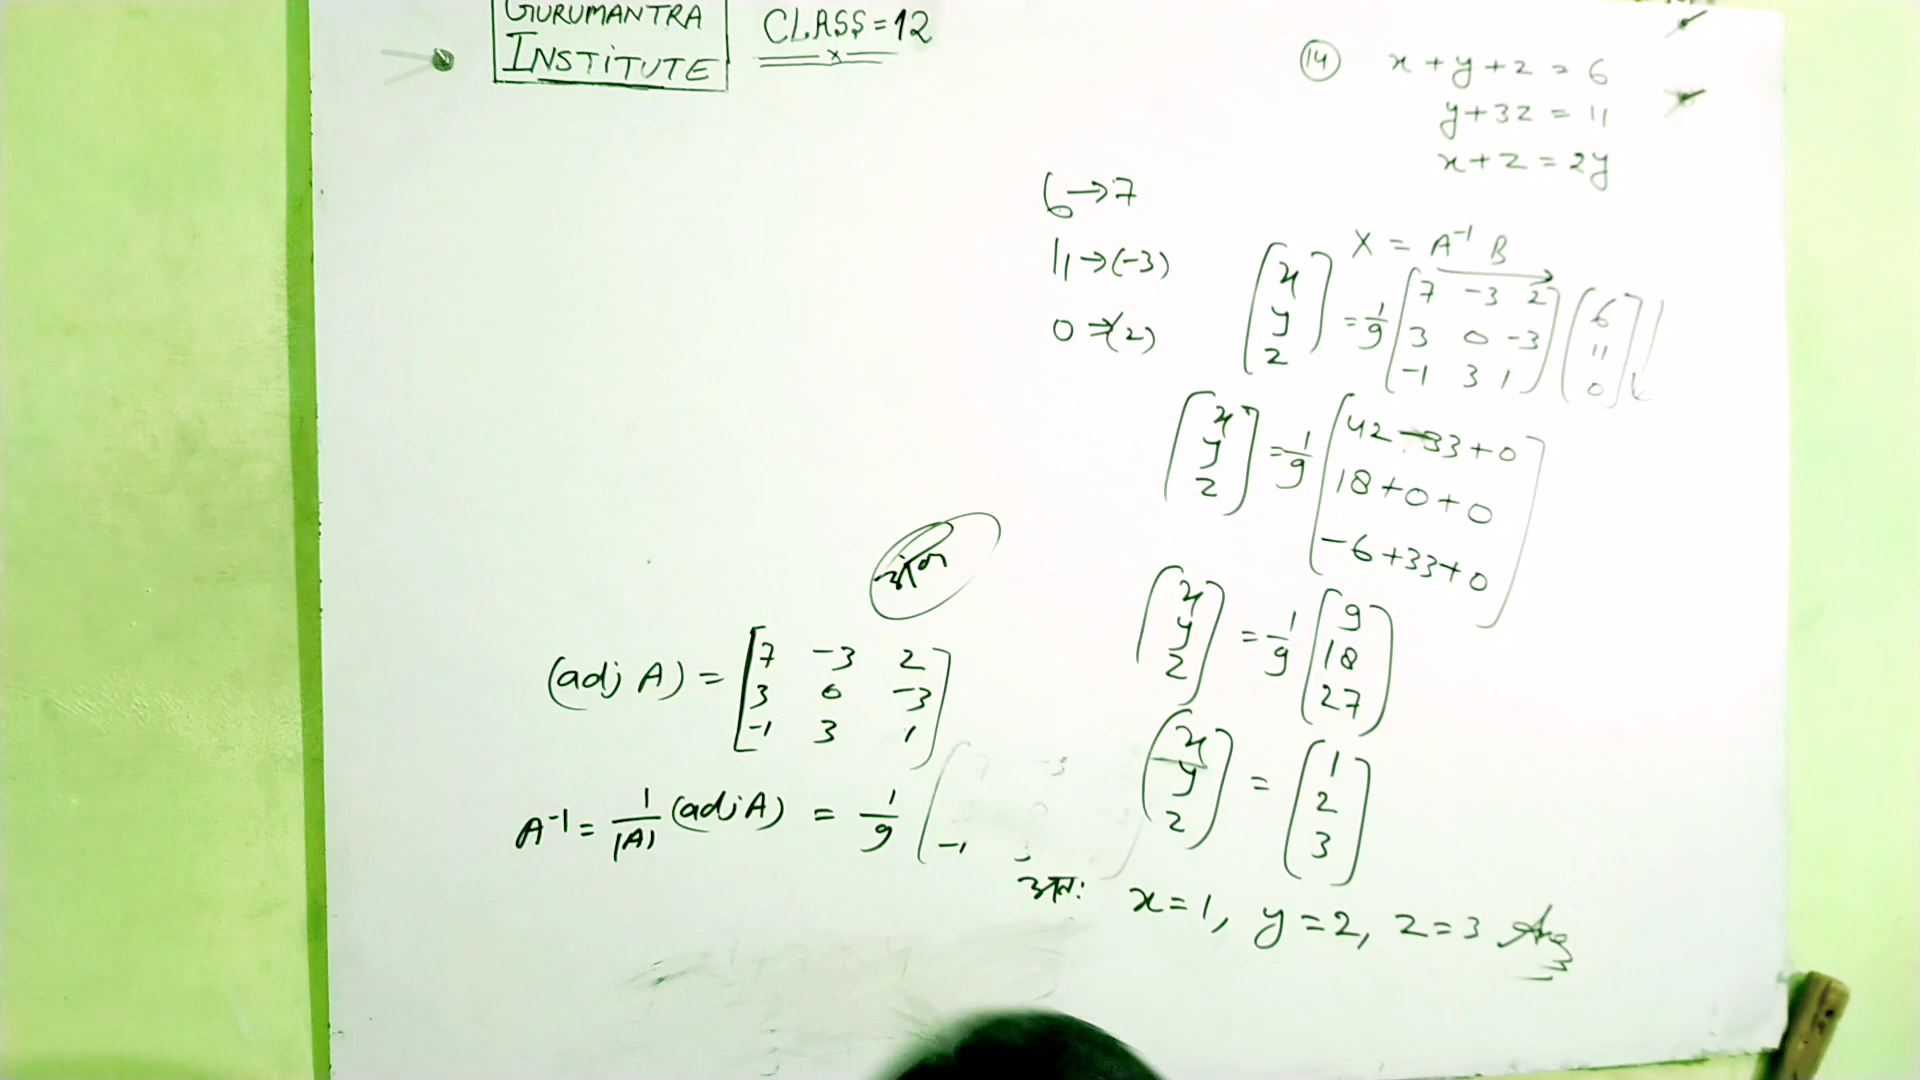 GURUMANTRA
INSTITUTE
CLASS = 12
(14) x + y + z = 6
y + 3z = 11
x + z = 2y
6 → 7
11 → (-3)
0 → (2)
X = A⁻¹ B
[x y z] = 1/9 [7 -3 2; 3 0 -3; -1 3 1] [6 11 0]
[x y z] = 1/9 [42 - 33 + 0; 18 + 0 + 0; -6 + 33 + 0]
[x y z] = 1/9 [9 18 27]
[x y z] = [1 2 3]
(adj A) = [7 -3 2; 3 0 -3; -1 3 1]
A⁻¹ = 1/|A| (adj A) = 1/9 [
-1
अतः x = 1, y = 2, z = 3 Ans